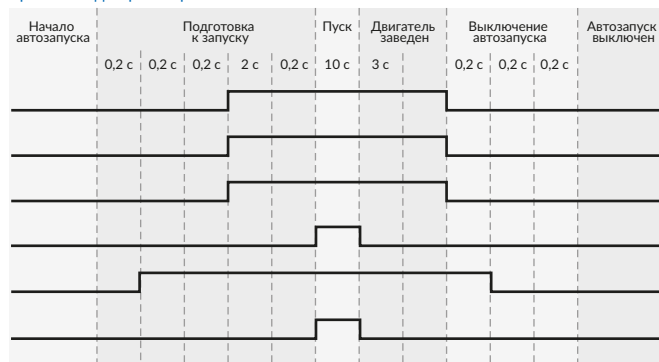 Начало
автозапуска
Подготовка
к запуску
Пуск
Двигатель
заведен
Выключение
автозапуска
Автозапуск
выключен
0,2 с 0,2 с 0,2 с 2 с 0,2 с 10 с 3 с 0,2 с 0,2 с 0,2 с